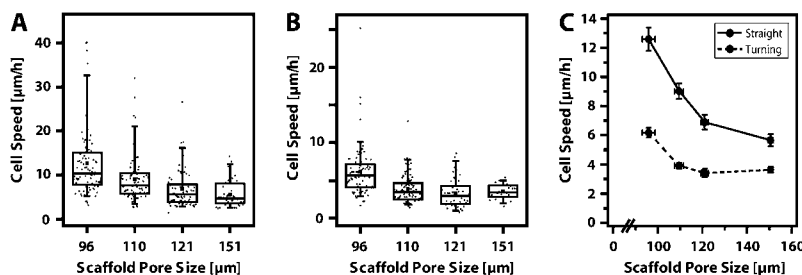 A
Cell Speed [µm/h]
40
30
20
10
0
96 110 121 151
Scaffold Pore Size [µm]
B
Cell Speed [µm/h]
20
10
0
96 110 121 151
Scaffold Pore Size [µm]
C
Cell Speed [µm/h]
14
12
10
8
6
4
2
0
Straight
Turning
0 100 120 140 160
Scaffold Pore Size [µm]